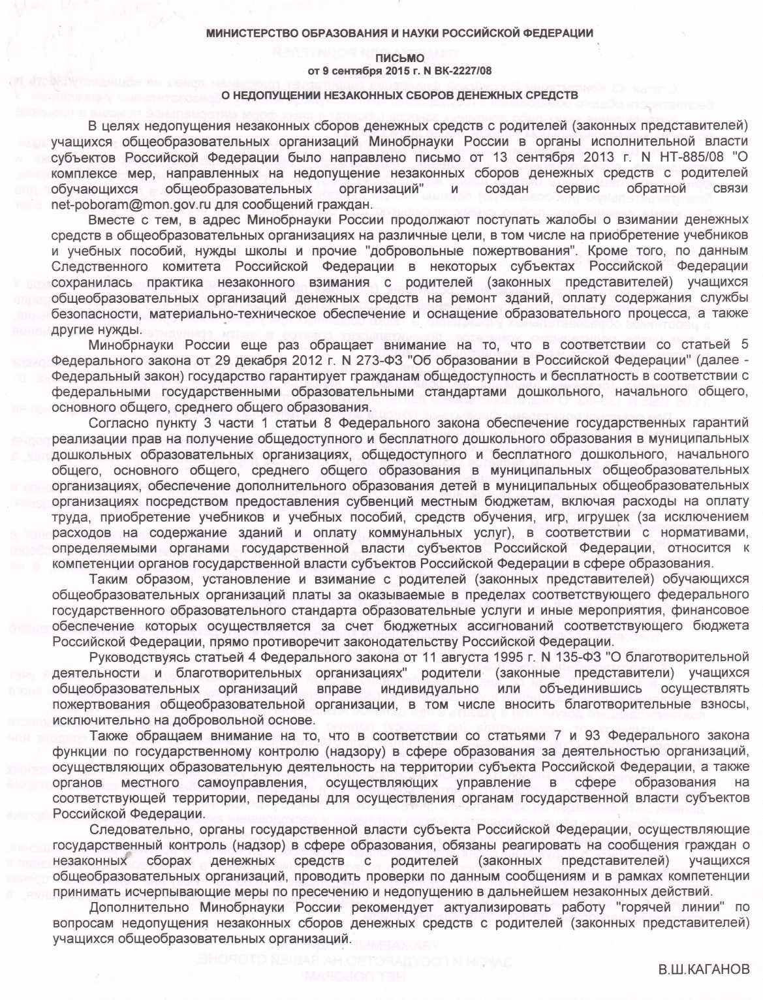 МИНИСТЕРСТВО ОБРАЗОВАНИЯ И НАУКИ РОССИЙСКОЙ ФЕДЕРАЦИИ
ПИСЬМО
от 9 сентября 2015 г. N ВК-2227/08
О НЕДОПУЩЕНИИ НЕЗАКОННЫХ СБОРОВ ДЕНЕЖНЫХ СРЕДСТВ
В целях недопущения незаконных сборов денежных средств с родителей (законных представителей)
учащихся общеобразовательных организаций Минобрнауки России в органы исполнительной власти
субъектов Российской Федерации было направлено письмо от 13 сентября 2013 г. N НТ-885/08 "О
комплексе мер, направленных на недопущение незаконных сборов денежных средств с родителей
обучающихся общеобразовательных организаций" и создан сервис обратной связи
net-poboram@mon.gov.ru для сообщений граждан.
Вместе с тем, в адрес Минобрнауки России продолжают поступать жалобы о взимании денежных
средств в общеобразовательных организациях на различные цели, в том числе на приобретение учебников
и учебных пособий, нужды школы и прочие "добровольные пожертвования". Кроме того, по данным
Следственного комитета Российской Федерации в некоторых субъектах Российской Федерации
сохранилась практика незаконного взимания с родителей (законных представителей) учащихся
общеобразовательных организаций денежных средств на ремонт зданий, оплату содержания службы
безопасности, материально-техническое обеспечение и оснащение образовательного процесса, а также
другие нужды.
Минобрнауки России еще раз обращает внимание на то, что в соответствии со статьей 5
Федерального закона от 29 декабря 2012 г. N 273-ФЗ "Об образовании в Российской Федерации" (далее -
Федеральный закон) государство гарантирует гражданам общедоступность и бесплатность в соответствии с
федеральными государственными образовательными стандартами дошкольного, начального общего,
основного общего, среднего общего образования.
Согласно пункту 3 части 1 статьи 8 Федерального закона обеспечение государственных гарантий
реализации прав на получение общедоступного и бесплатного дошкольного образования в муниципальных
дошкольных образовательных организациях, общедоступного и бесплатного дошкольного, начального
общего, основного общего, среднего общего образования в муниципальных общеобразовательных
организациях, обеспечение дополнительного образования детей в муниципальных общеобразовательных
организациях посредством предоставления субвенций местным бюджетам, включая расходы на оплату
труда, приобретение учебников и учебных пособий, средств обучения, игр, игрушек (за исключением
расходов на содержание зданий и оплату коммунальных услуг), в соответствии с нормативами,
определяемыми органами государственной власти субъектов Российской Федерации, относится к
компетенции органов государственной власти субъектов Российской Федерации в сфере образования.
Таким образом, установление и взимание с родителей (законных представителей) обучающихся
общеобразовательных организаций платы за оказываемые в пределах соответствующего федерального
государственного образовательного стандарта образовательные услуги и иные мероприятия, финансовое
обеспечение которых осуществляется за счет бюджетных ассигнований соответствующего бюджета
Российской Федерации, прямо противоречит законодательству Российской Федерации.
Руководствуясь статьей 4 Федерального закона от 11 августа 1995 г. N 135-ФЗ "О благотворительной
деятельности и благотворительных организациях" родители (законные представители) учащихся
общеобразовательных организаций вправе индивидуально или объединившись осуществлять
пожертвования общеобразовательной организации, в том числе вносить благотворительные взносы,
исключительно на добровольной основе.
Также обращаем внимание на то, что в соответствии со статьями 7 и 93 Федерального закона
функции по государственному контролю (надзору) в сфере образования за деятельностью организаций,
осуществляющих образовательную деятельность на территории субъекта Российской Федерации, а также
органов местного самоуправления, осуществляющих управление в сфере образования на
соответствующей территории, переданы для осуществления органам государственной власти субъектов
Российской Федерации.
Следовательно, органы государственной власти субъекта Российской Федерации, осуществляющие
государственный контроль (надзор) в сфере образования, обязаны реагировать на сообщения граждан о
незаконных сборах денежных средств с родителей (законных представителей) учащихся
общеобразовательных организаций, проводить проверки по данным сообщениям и в рамках компетенции
принимать исчерпывающие меры по пресечению и недопущению в дальнейшем незаконных действий.
Дополнительно Минобрнауки России рекомендует актуализировать работу "горячей линии" по
вопросам недопущения незаконных сборов денежных средств с родителей (законных представителей)
учащихся общеобразовательных организаций.
В.Ш.КАГАНОВ